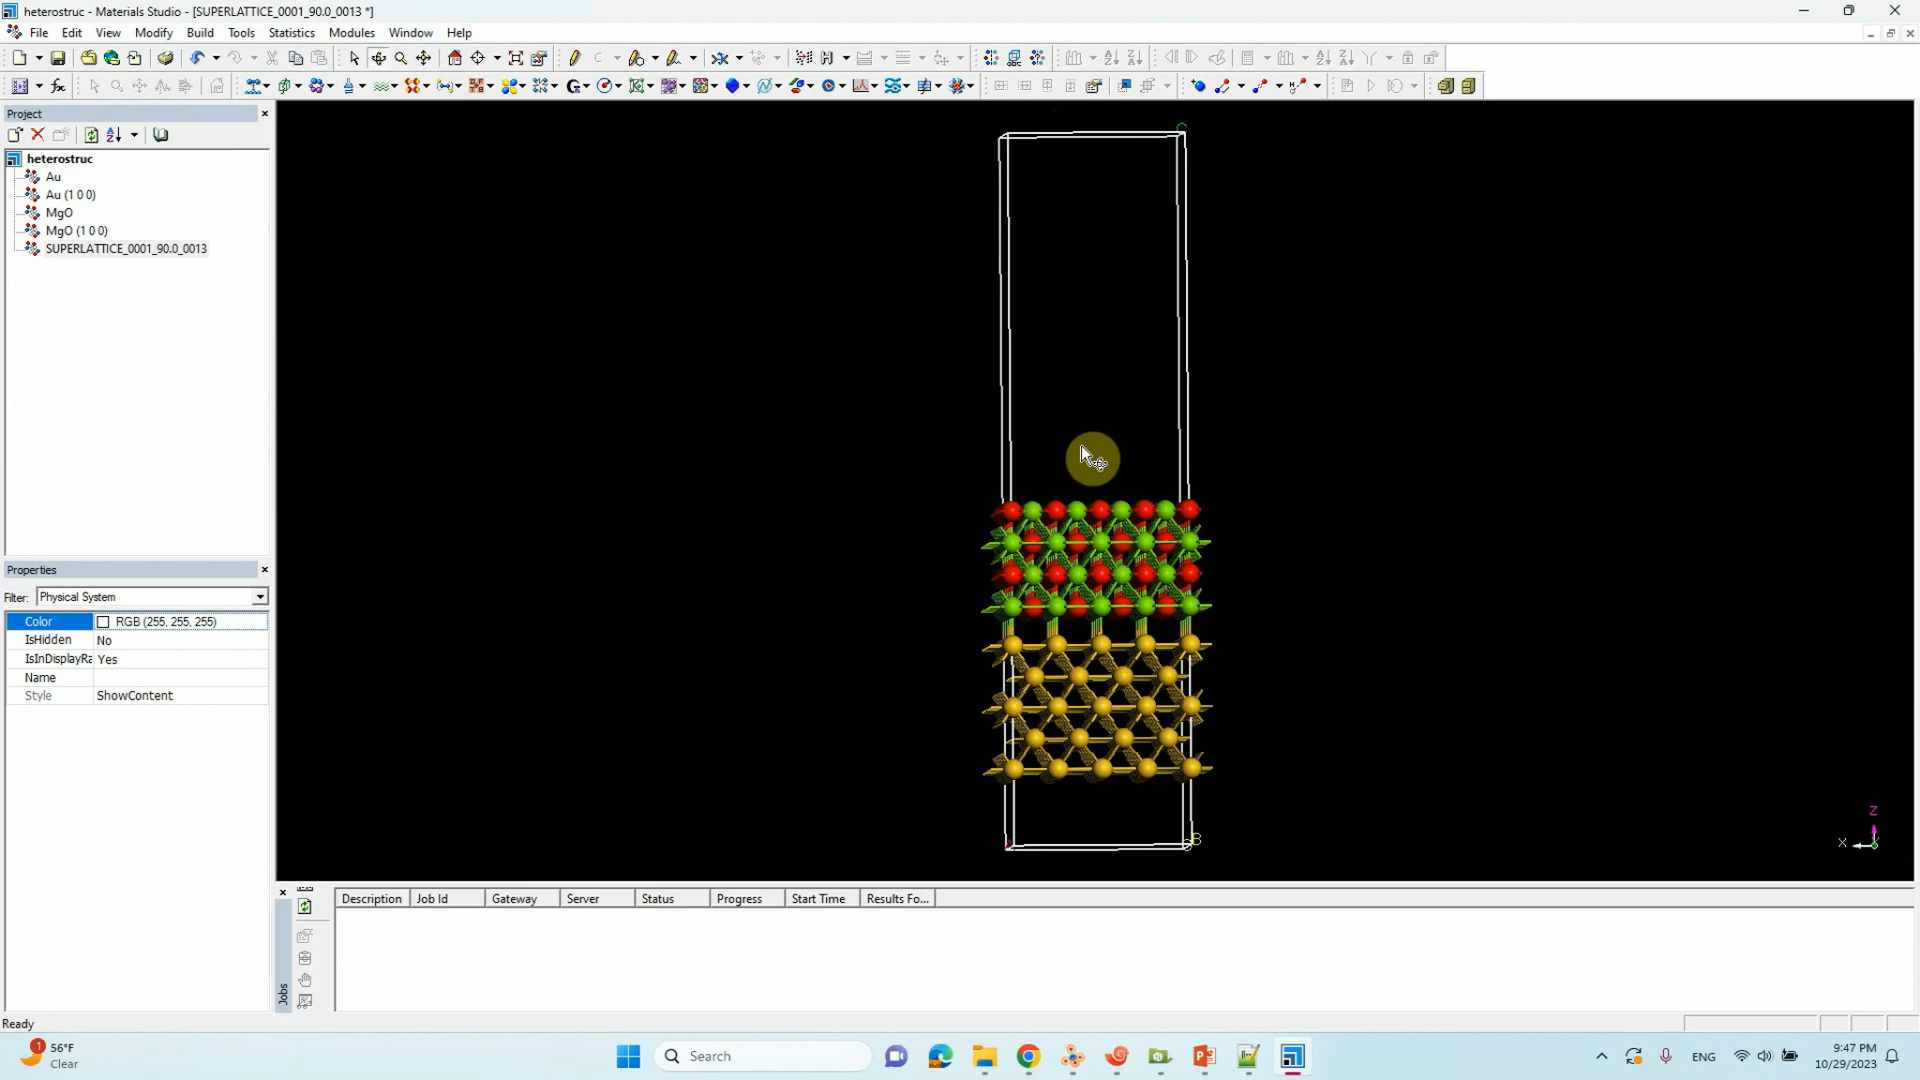 heterostruc - Materials Studio - [SUPERLATTICE_0001_90.0_0013 *]
File Edit View Modify Build Tools Statistics Modules Window Help
Project
heterostruc
Au
Au (1 0 0)
MgO
MgO (1 0 0)
SUPERLATTICE_0001_90.0_0013
Properties
Filter: Physical System
Color RGB (255, 255, 255)
IsHidden No
IsInDisplayRa Yes
Name
Style ShowContent
B
Z
X
Description Job Id Gateway Server Status Progress Start Time Results Fo...
Jobs
Ready
1
56°F
Clear
Search
ENG
9:47 PM
10/29/2023